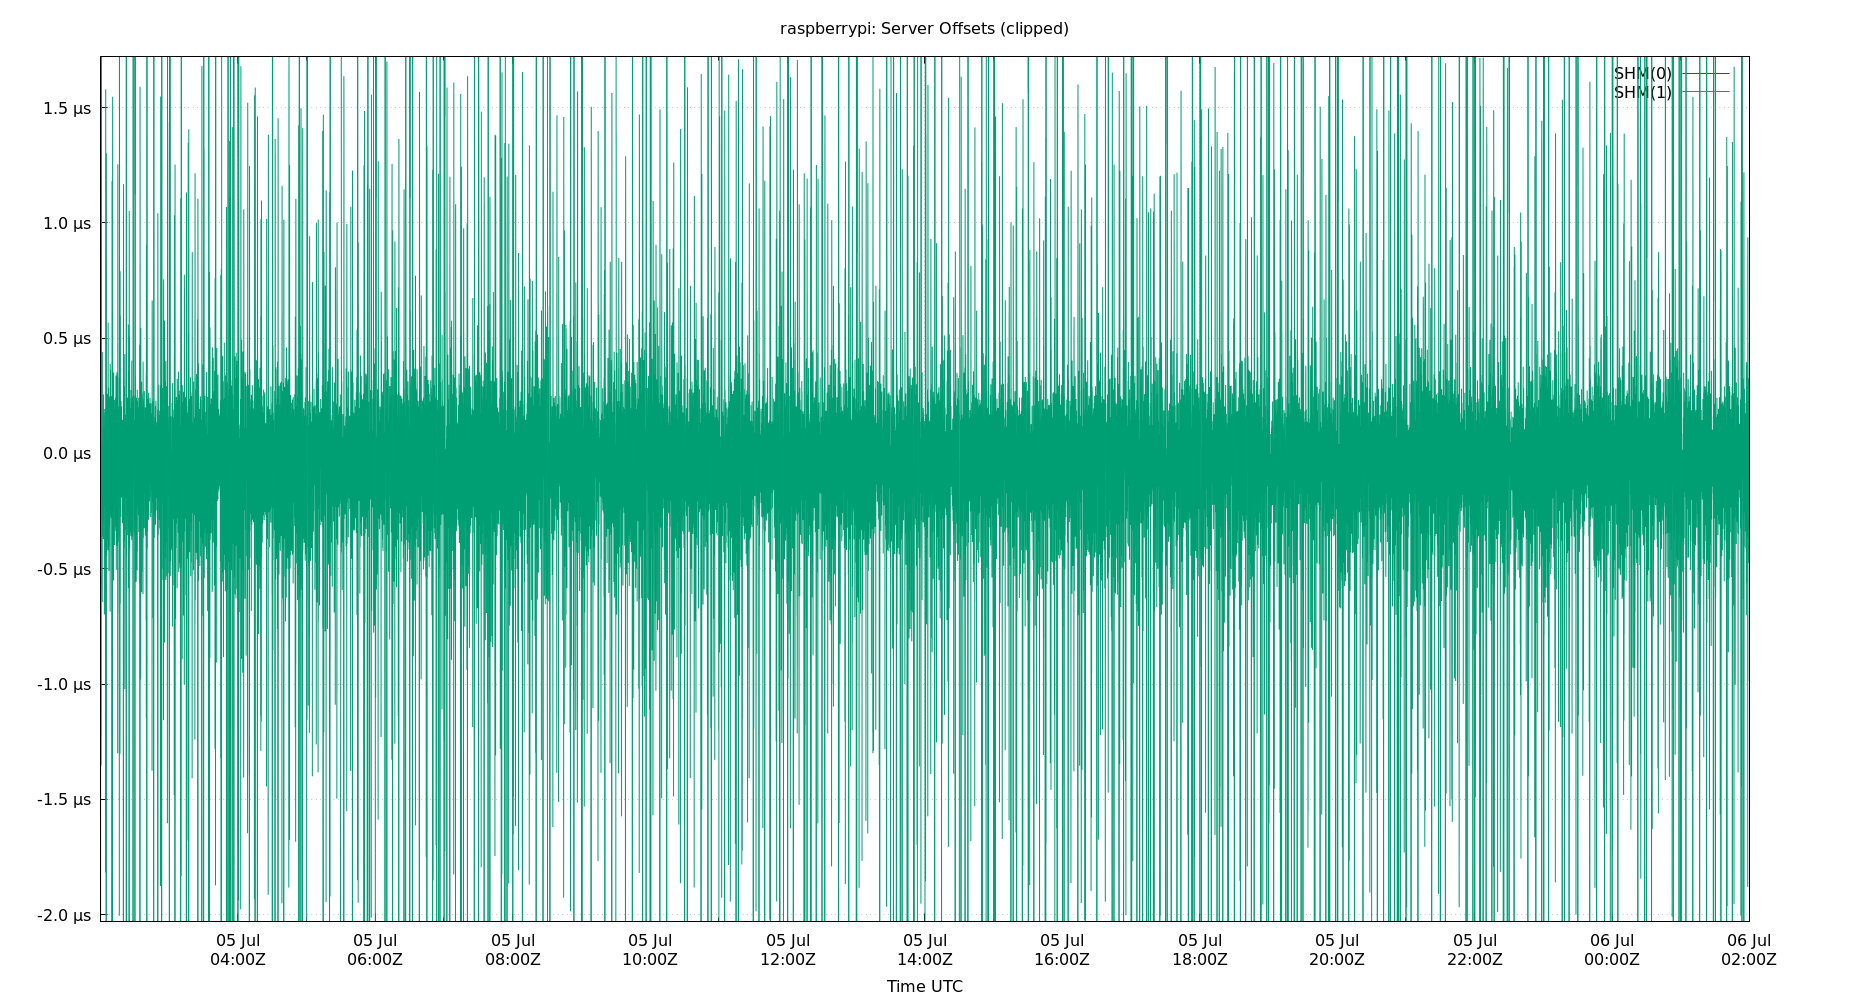 raspberrypi: Server Offsets (clipped)
SHM(0)
SHM(1)
1.5 µs
1.0 µs
0.5 µs
0.0 µs
-0.5 µs
-1.0 µs
-1.5 µs
-2.0 µs
05 Jul 05 Jul 05 Jul 05 Jul 05 Jul 05 Jul 05 Jul 05 Jul 05 Jul 05 Jul 06 Jul 06 Jul
04:00Z 06:00Z 08:00Z 10:00Z 12:00Z 14:00Z 16:00Z 18:00Z 20:00Z 22:00Z 00:00Z 02:00Z
Time UTC